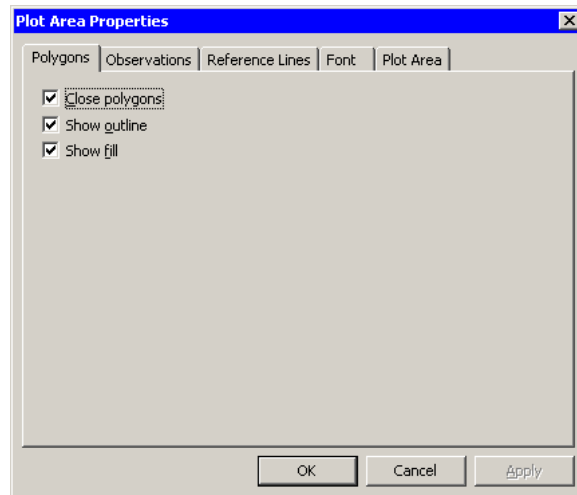 Plot Area Properties
Polygons Observations Reference Lines Font Plot Area
Close polygons
Show outline
Show fill
OK Cancel Apply